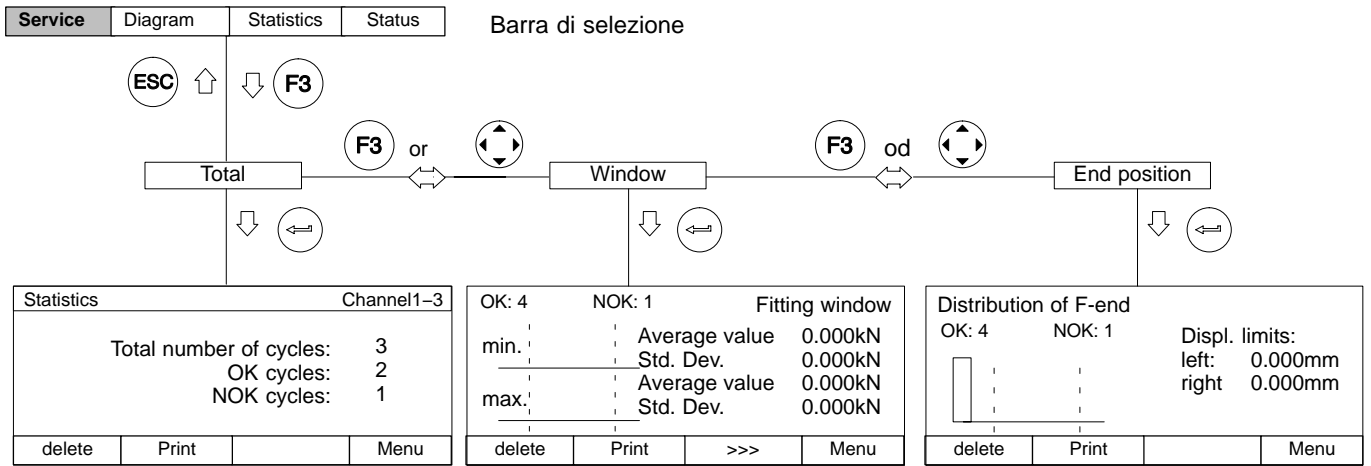 Service Diagram Statistics Status Barra di selezione
ESC F3
F3 or F3 od
Total Window End position
Statistics Channel1–3
Total number of cycles: 3
OK cycles: 2
NOK cycles: 1
delete Print Menu
OK: 4 NOK: 1 Fitting window
min. Average value 0.000kN
Std. Dev. 0.000kN
Average value 0.000kN
max. Std. Dev. 0.000kN
delete Print >>> Menu
Distribution of F-end
OK: 4 NOK: 1 Displ. limits:
left: 0.000mm
right 0.000mm
delete Print Menu